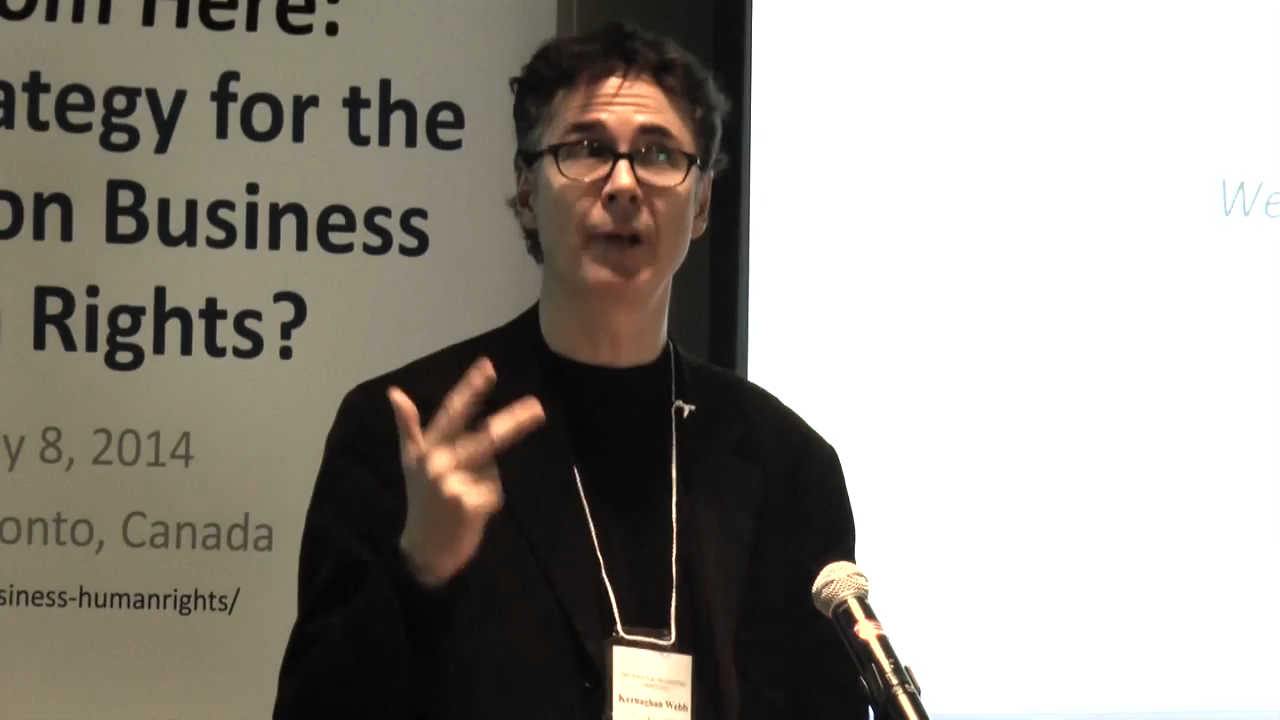 om Here:
ategy for the
on Business
Rights?
y 8, 2014
onto, Canada
siness-humanrights/
We
Kernaghan Webb